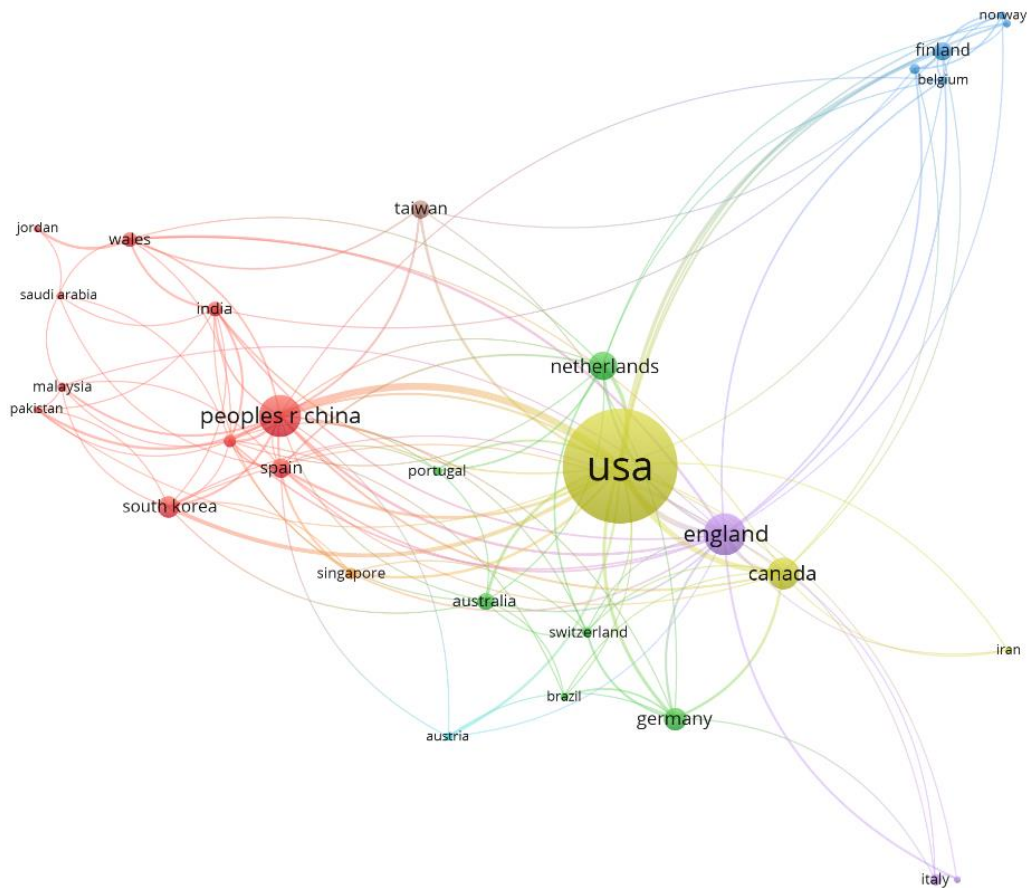 norway
finland
belgium
taiwan
jordan
wales
saudi arabia
india
netherlands
malaysia
pakistan
peoples r china
usa
spain
portugal
south korea
england
singapore
canada
australia
switzerland
iran
brazil
germany
austria
italy